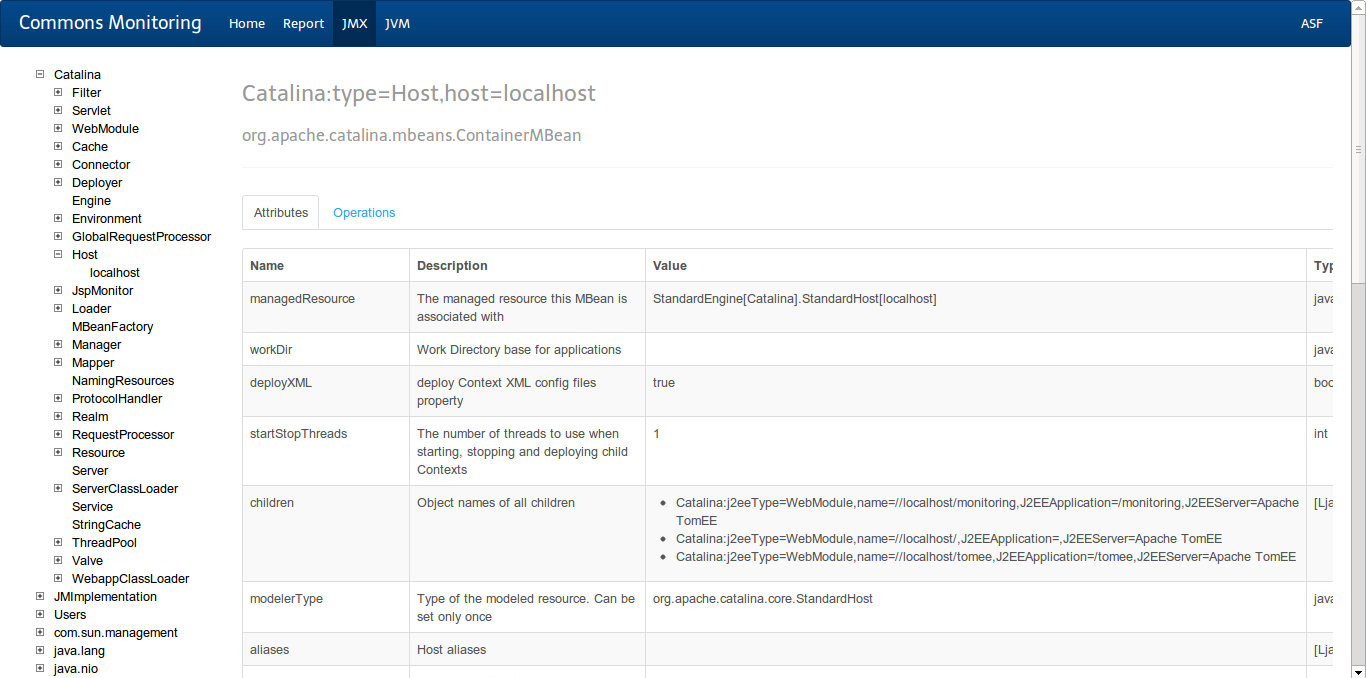 Commons Monitoring Home Report JMX JVM ASF
Catalina
Filter
Servlet
WebModule
Cache
Connector
Deployer
Engine
Environment
GlobalRequestProcessor
Host
localhost
JspMonitor
Loader
MBeanFactory
Manager
Mapper
NamingResources
ProtocolHandler
Realm
RequestProcessor
Resource
Server
ServerClassLoader
Service
StringCache
ThreadPool
Valve
WebappClassLoader
JMImplementation
Users
com.sun.management
java.lang
java.nio
Catalina:type=Host,host=localhost
org.apache.catalina.mbeans.ContainerMBean
Attributes Operations
Name Description Value Typ
managedResource The managed resource this MBean is StandardEngine[Catalina].StandardHost[localhost] java
associated with
workDir Work Directory base for applications java
deployXML deploy Context XML config files true boo
property
startStopThreads The number of threads to use when 1 int
starting, stopping and deploying child
Contexts
children Object names of all children Catalina:j2eeType=WebModule,name=//localhost/monitoring,J2EEApplication=/monitoring,J2EEServer=Apache [Lja
TomEE
Catalina:j2eeType=WebModule,name=//localhost/,J2EEApplication=,J2EEServer=Apache TomEE
Catalina:j2eeType=WebModule,name=//localhost/tomee,J2EEApplication=/tomee,J2EEServer=Apache TomEE
modelerType Type of the modeled resource. Can be org.apache.catalina.core.StandardHost java
set only once
aliases Host aliases [Lja